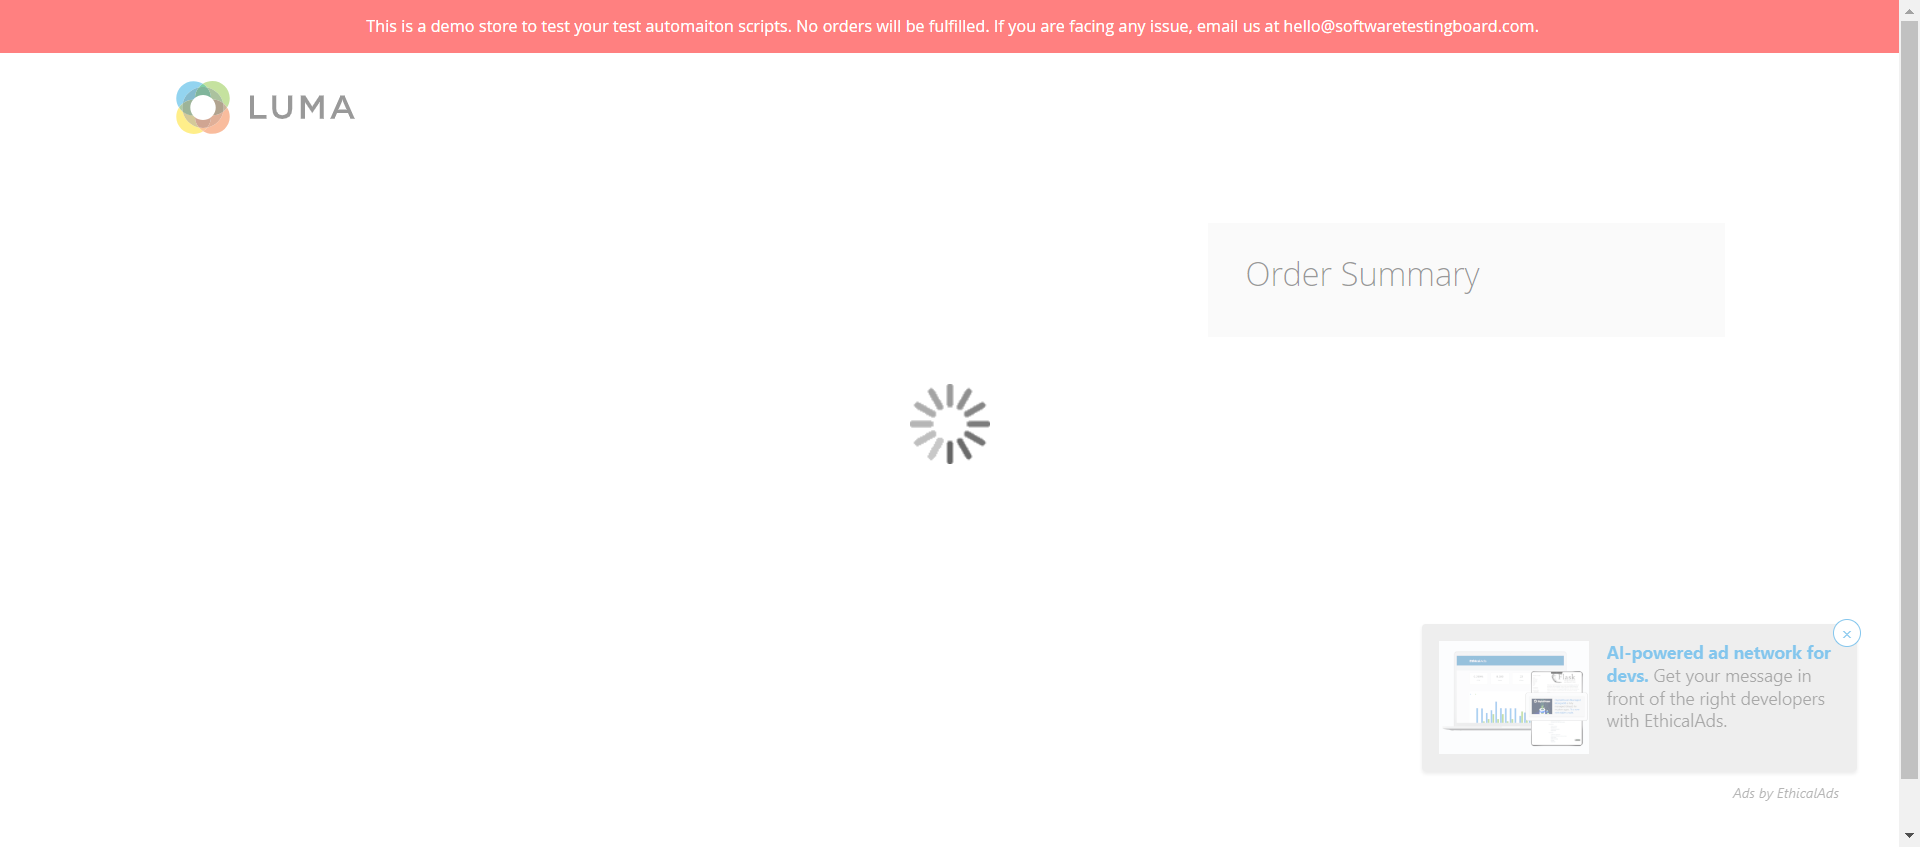 This is a demo store to test your test automaiton scripts. No orders will be fulfilled. If you are facing any issue, email us at hello@softwaretestingboard.com.
LUMA
Order Summary
×
AI-powered ad network for
devs. Get your message in
front of the right developers
with EthicalAds.
Ads by EthicalAds